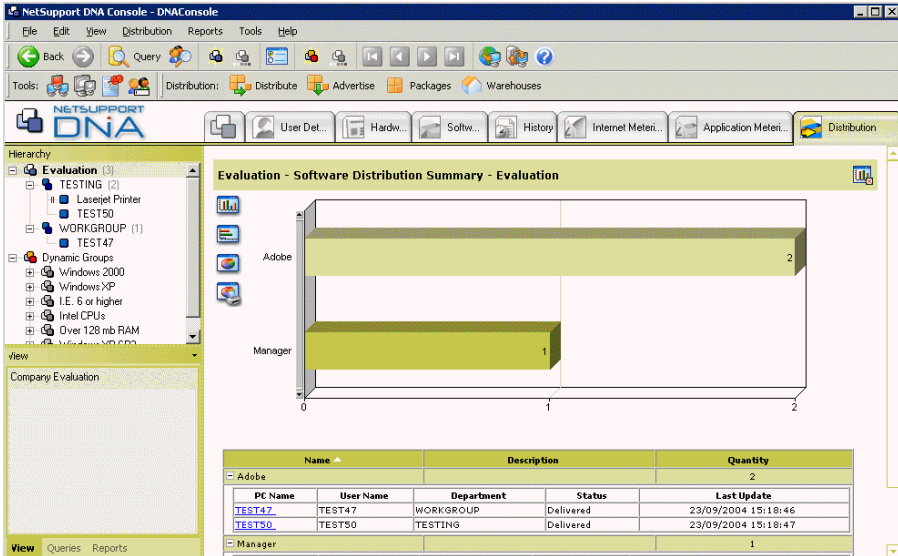 NetSupport DNA Console - DNAConsole
File Edit View Distribution Reports Tools Help
Back Query
Tools: Distribution: Distribute Advertise Packages Warehouses
NETSUPPORT
DNA
User Det... Hardw... Softw... History Internet Meteri... Application Meteri... Distribution
Hierarchy
Evaluation (3)
TESTING (2)
Laserjet Printer
TEST50
WORKGROUP (1)
TEST47
Dynamic Groups
Windows 2000
Windows XP
I.E. 6 or higher
Intel CPUs
Over 128 mb RAM
Windows XP SP2
View
Company Evaluation
View Queries Reports
Evaluation - Software Distribution Summary - Evaluation
Adobe 2
Manager 1
0 1 2
Name Description Quantity
Adobe 2
PC Name User Name Department Status Last Update
TEST47 TEST47 WORKGROUP Delivered 23/09/2004 15:18:46
TEST50 TEST50 TESTING Delivered 23/09/2004 15:18:47
Manager 1